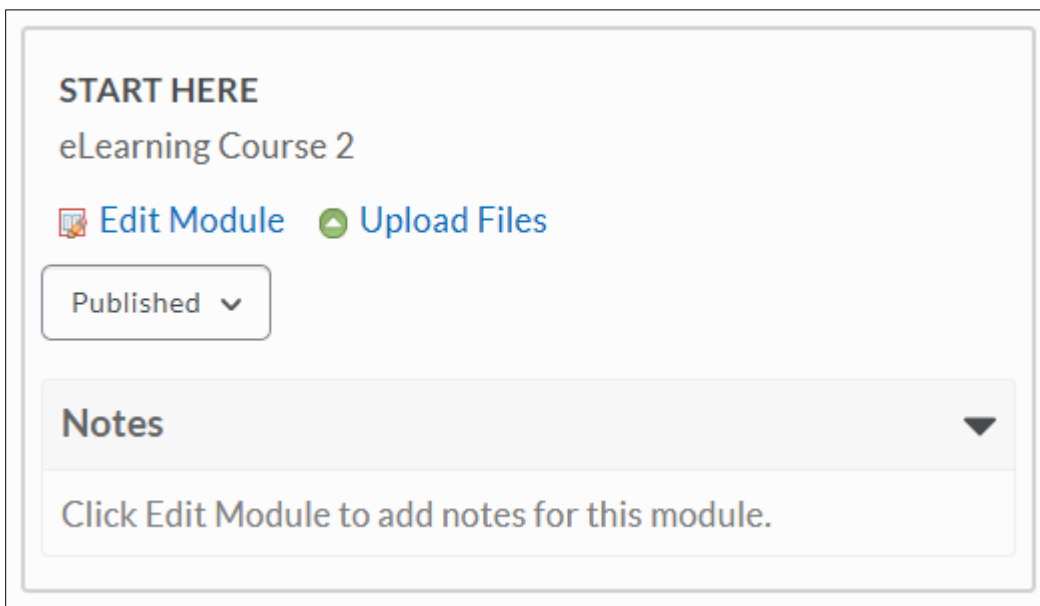 START HERE
eLearning Course 2
Edit Module Upload Files
Published
Notes
Click Edit Module to add notes for this module.